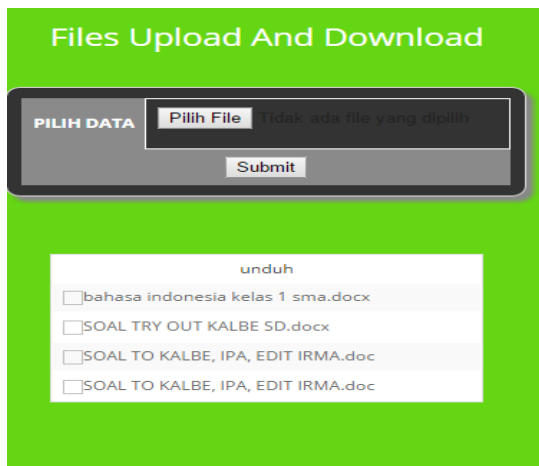 Files Upload And Download
PILIH DATA Pilih File Tidak ada file yang dipilih
Submit
unduh
bahasa indonesia kelas 1 sma.docx
SOAL TRY OUT KALBE SD.docx
SOAL TO KALBE, IPA, EDIT IRMA.doc
SOAL TO KALBE, IPA, EDIT IRMA.doc